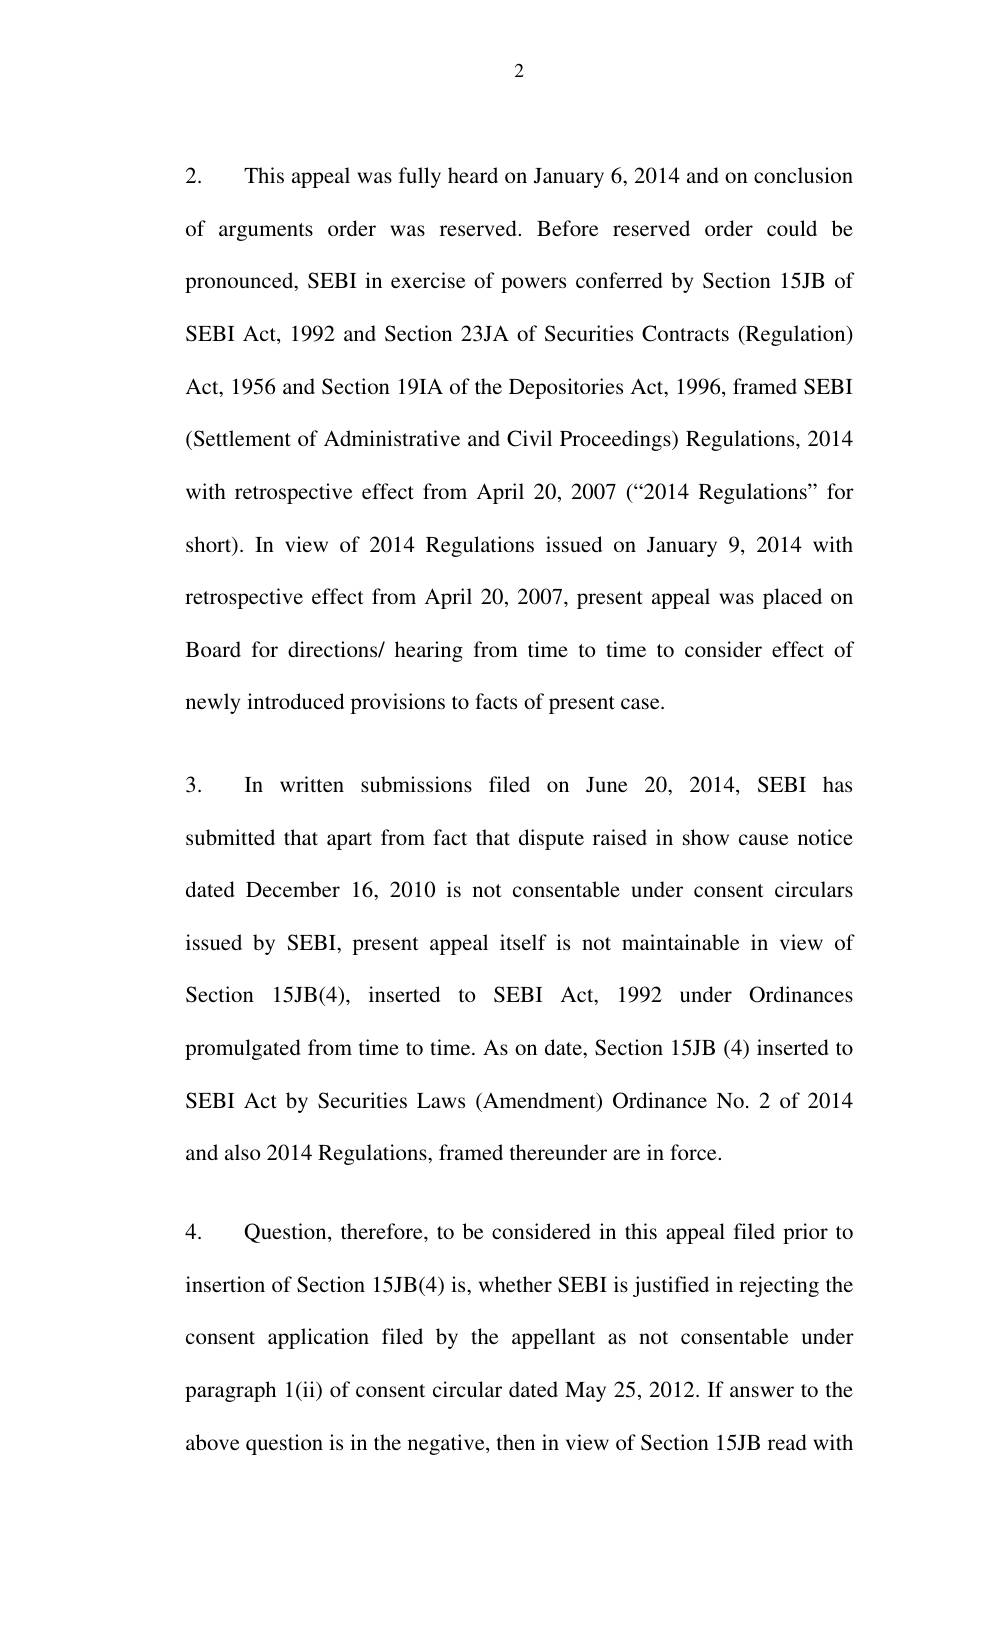 2
2. This appeal was fully heard on January 6, 2014 and on conclusion
of arguments order was reserved. Before reserved order could be
pronounced, SEBI in exercise of powers conferred by Section 15JB of
SEBI Act, 1992 and Section 23JA of Securities Contracts (Regulation)
Act, 1956 and Section 19IA of the Depositories Act, 1996, framed SEBI
(Settlement of Administrative and Civil Proceedings) Regulations, 2014
with retrospective effect from April 20, 2007 (“2014 Regulations” for
short). In view of 2014 Regulations issued on January 9, 2014 with
retrospective effect from April 20, 2007, present appeal was placed on
Board for directions/ hearing from time to time to consider effect of
newly introduced provisions to facts of present case.
3. In written submissions filed on June 20, 2014, SEBI has
submitted that apart from fact that dispute raised in show cause notice
dated December 16, 2010 is not consentable under consent circulars
issued by SEBI, present appeal itself is not maintainable in view of
Section 15JB(4), inserted to SEBI Act, 1992 under Ordinances
promulgated from time to time. As on date, Section 15JB (4) inserted to
SEBI Act by Securities Laws (Amendment) Ordinance No. 2 of 2014
and also 2014 Regulations, framed thereunder are in force.
4. Question, therefore, to be considered in this appeal filed prior to
insertion of Section 15JB(4) is, whether SEBI is justified in rejecting the
consent application filed by the appellant as not consentable under
paragraph 1(ii) of consent circular dated May 25, 2012. If answer to the
above question is in the negative, then in view of Section 15JB read with